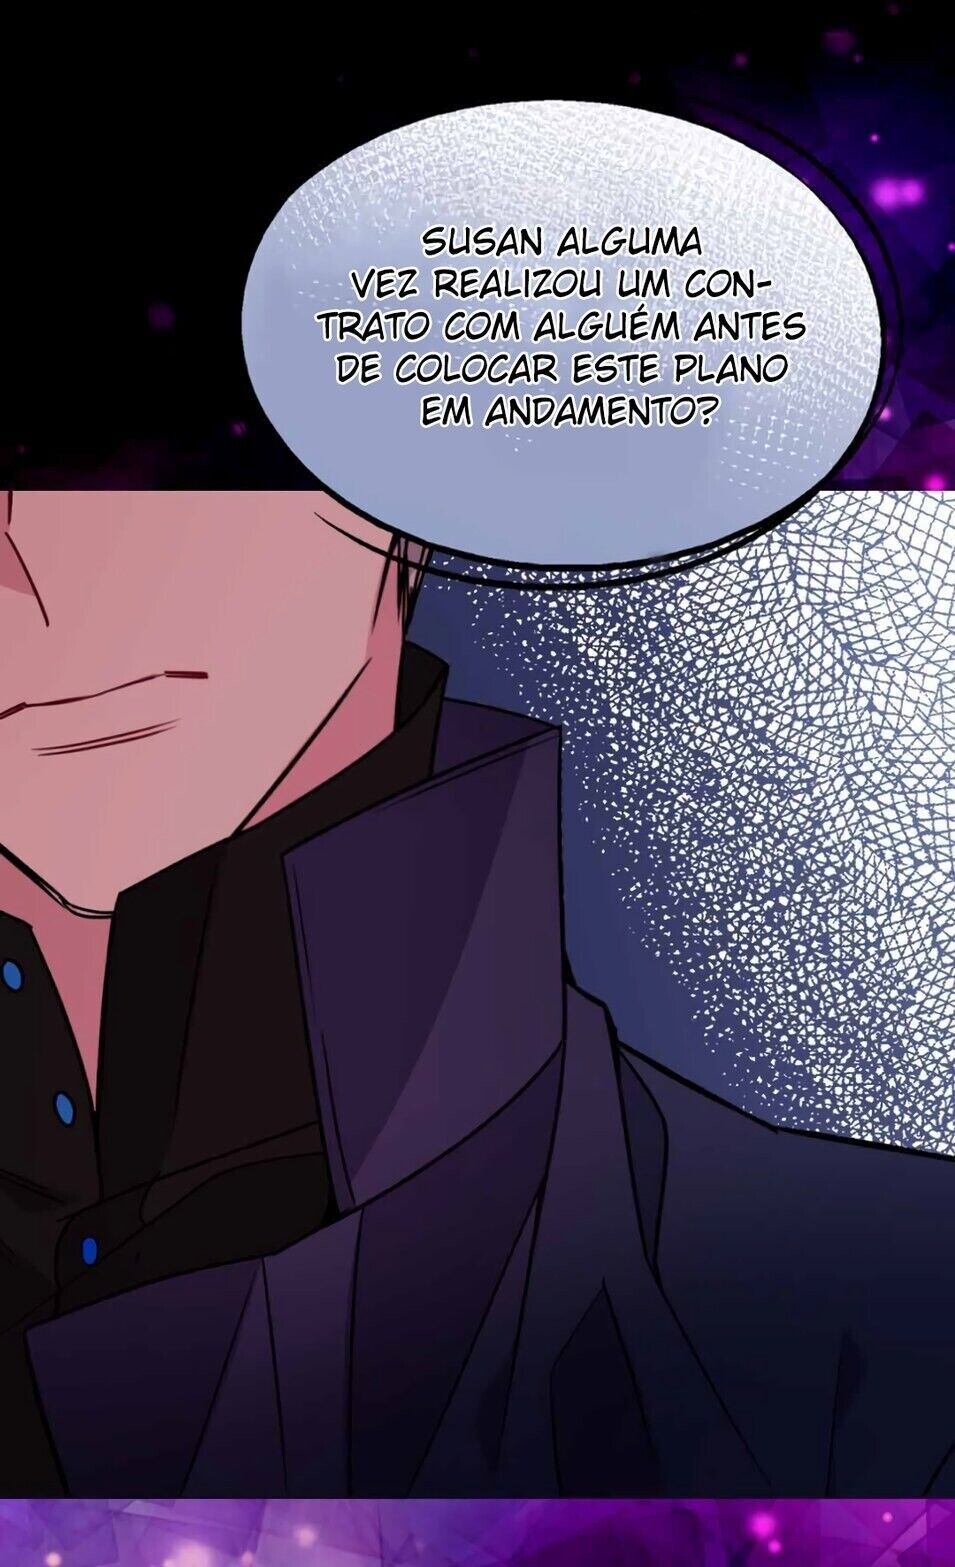 SUSAN ALGUMA
VEZ REALIZOU UM CON-
TRATO COM ALGUÉM ANTES
DE COLOCAR ESTE PLANO
EM ANDAMENTO?